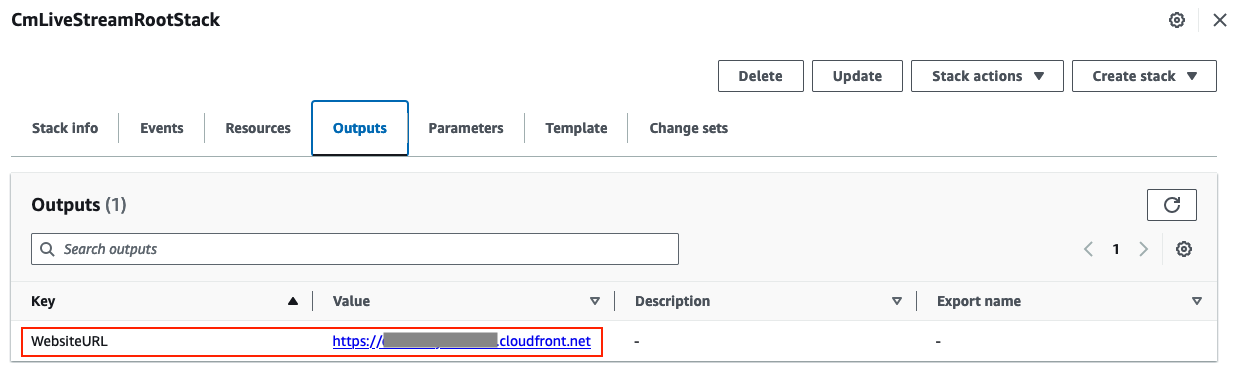 CmLiveStreamRootStack
Delete Update Stack actions Create stack
Stack info Events Resources Outputs Parameters Template Change sets
Outputs (1)
Search outputs
1
Key Value Description Export name
WebsiteURL https:// .cloudfront.net - -